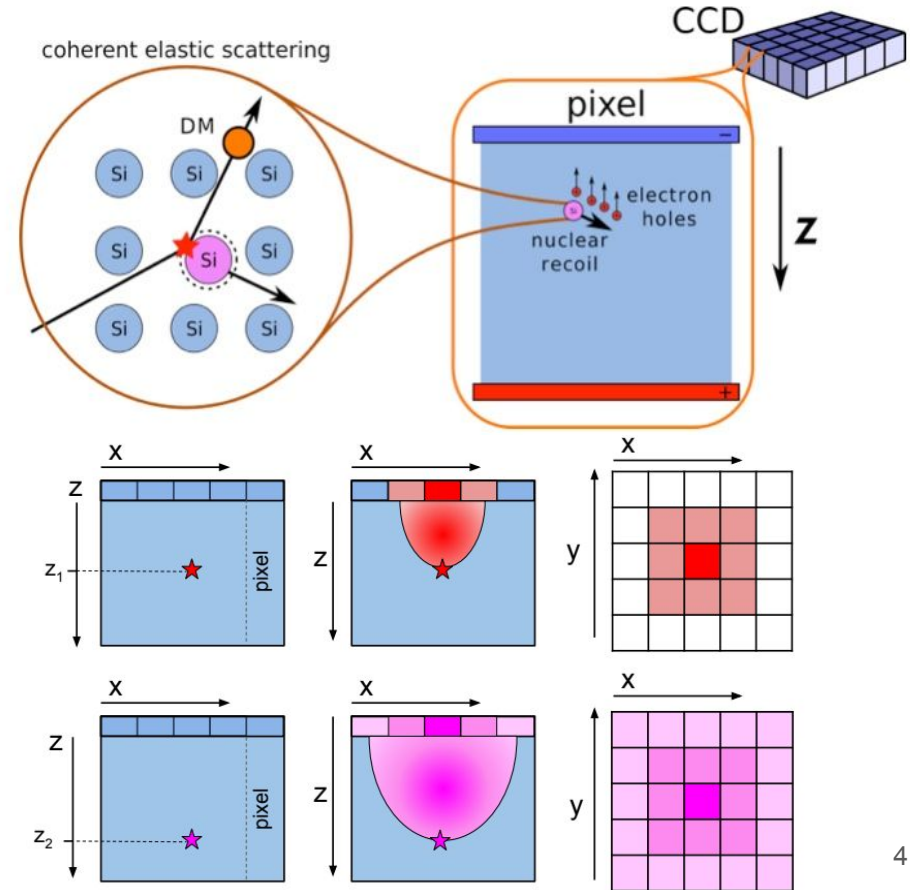 CCD
coherent elastic scattering
pixel
DM
−
Si Si Si
electron
holes
Si
Si Si Si
nuclear
recoil
z
Si Si Si
+
x
x
x
z
z
y
z1
pixel
x
x
x
z
z
y
z2
pixel
4